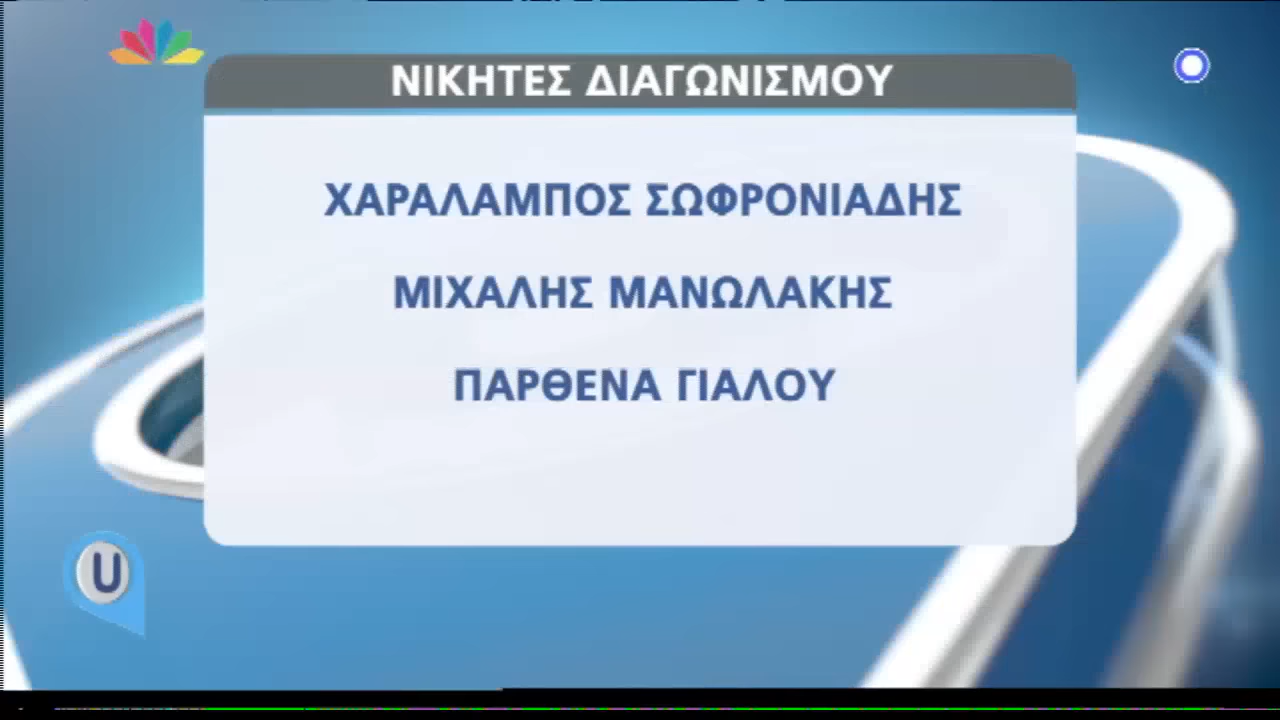 ΝΙΚΗΤΕΣ ΔΙΑΓΩΝΙΣΜΟΥ
ΧΑΡΑΛΑΜΠΟΣ ΣΩΦΡΟΝΙΑΔΗΣ
ΜΙΧΑΛΗΣ ΜΑΝΩΛΑΚΗΣ
ΠΑΡΘΕΝΑ ΓΙΑΛΟΥ
U